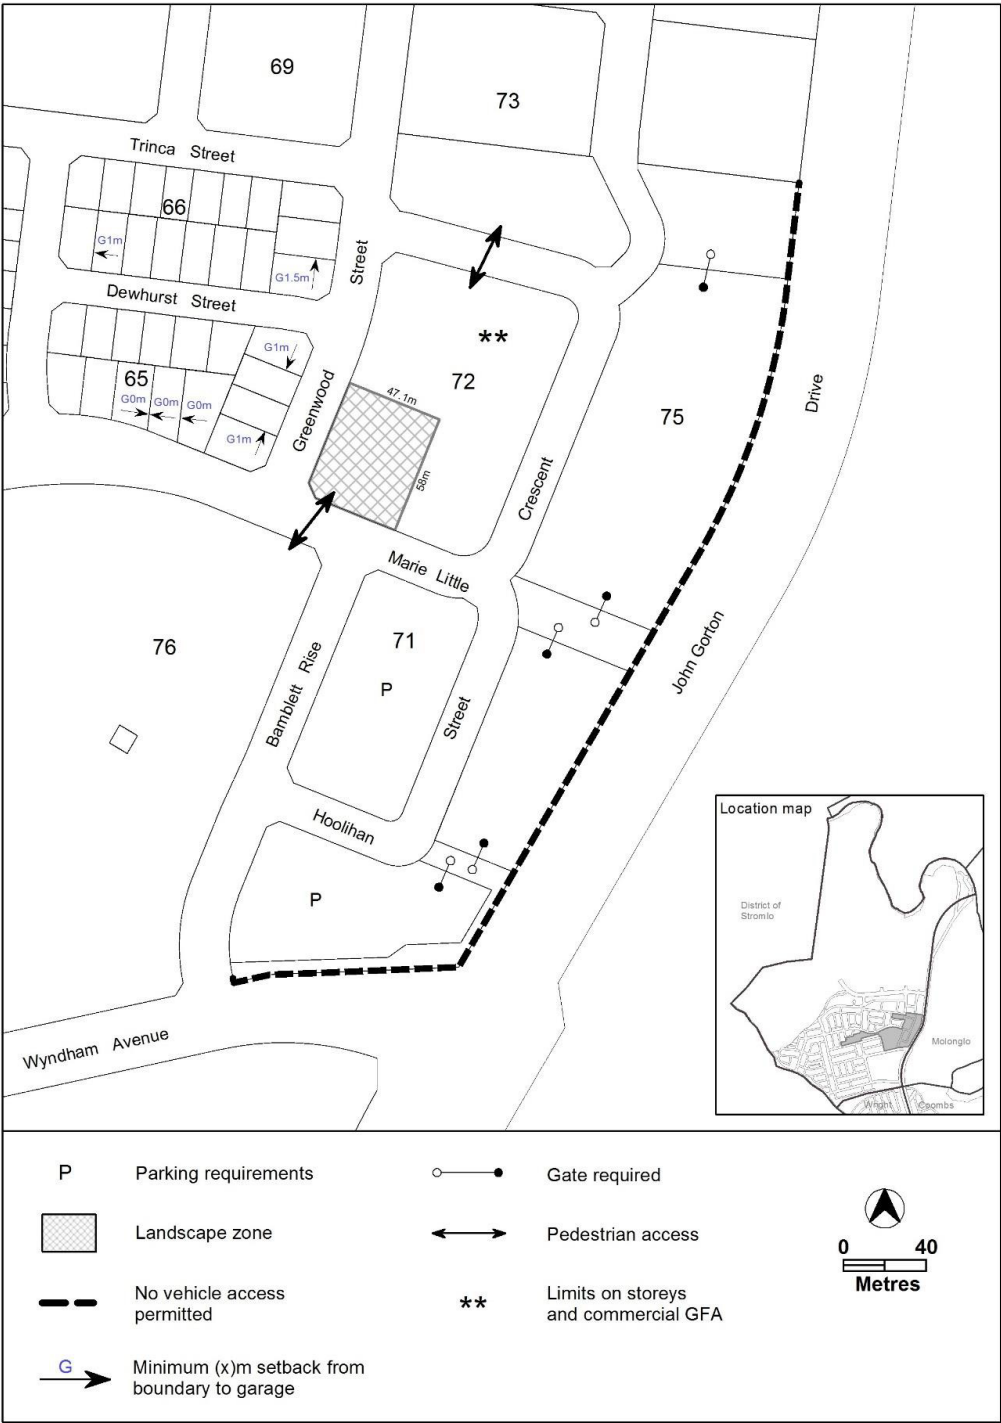 69
73
Trinca Street
66
G1m
G1.5m
Street
Dewhurst Street
**
72
G1m
65
G0m
G0m
G0m
G1m
Greenwood
47.1m
58m
75
Drive
Crescent
Marie Little
76
71
P
Bamblett Rise
Street
John Gorton
Hoolihan
P
Wyndham Avenue
Location map
District of
Stromlo
Molonglo
Wright
Coombs
P
Parking requirements
Gate required
Landscape zone
Pedestrian access
No vehicle access
permitted
**
Limits on storeys
and commercial GFA
G
Minimum (x)m setback from
boundary to garage
0 40
Metres